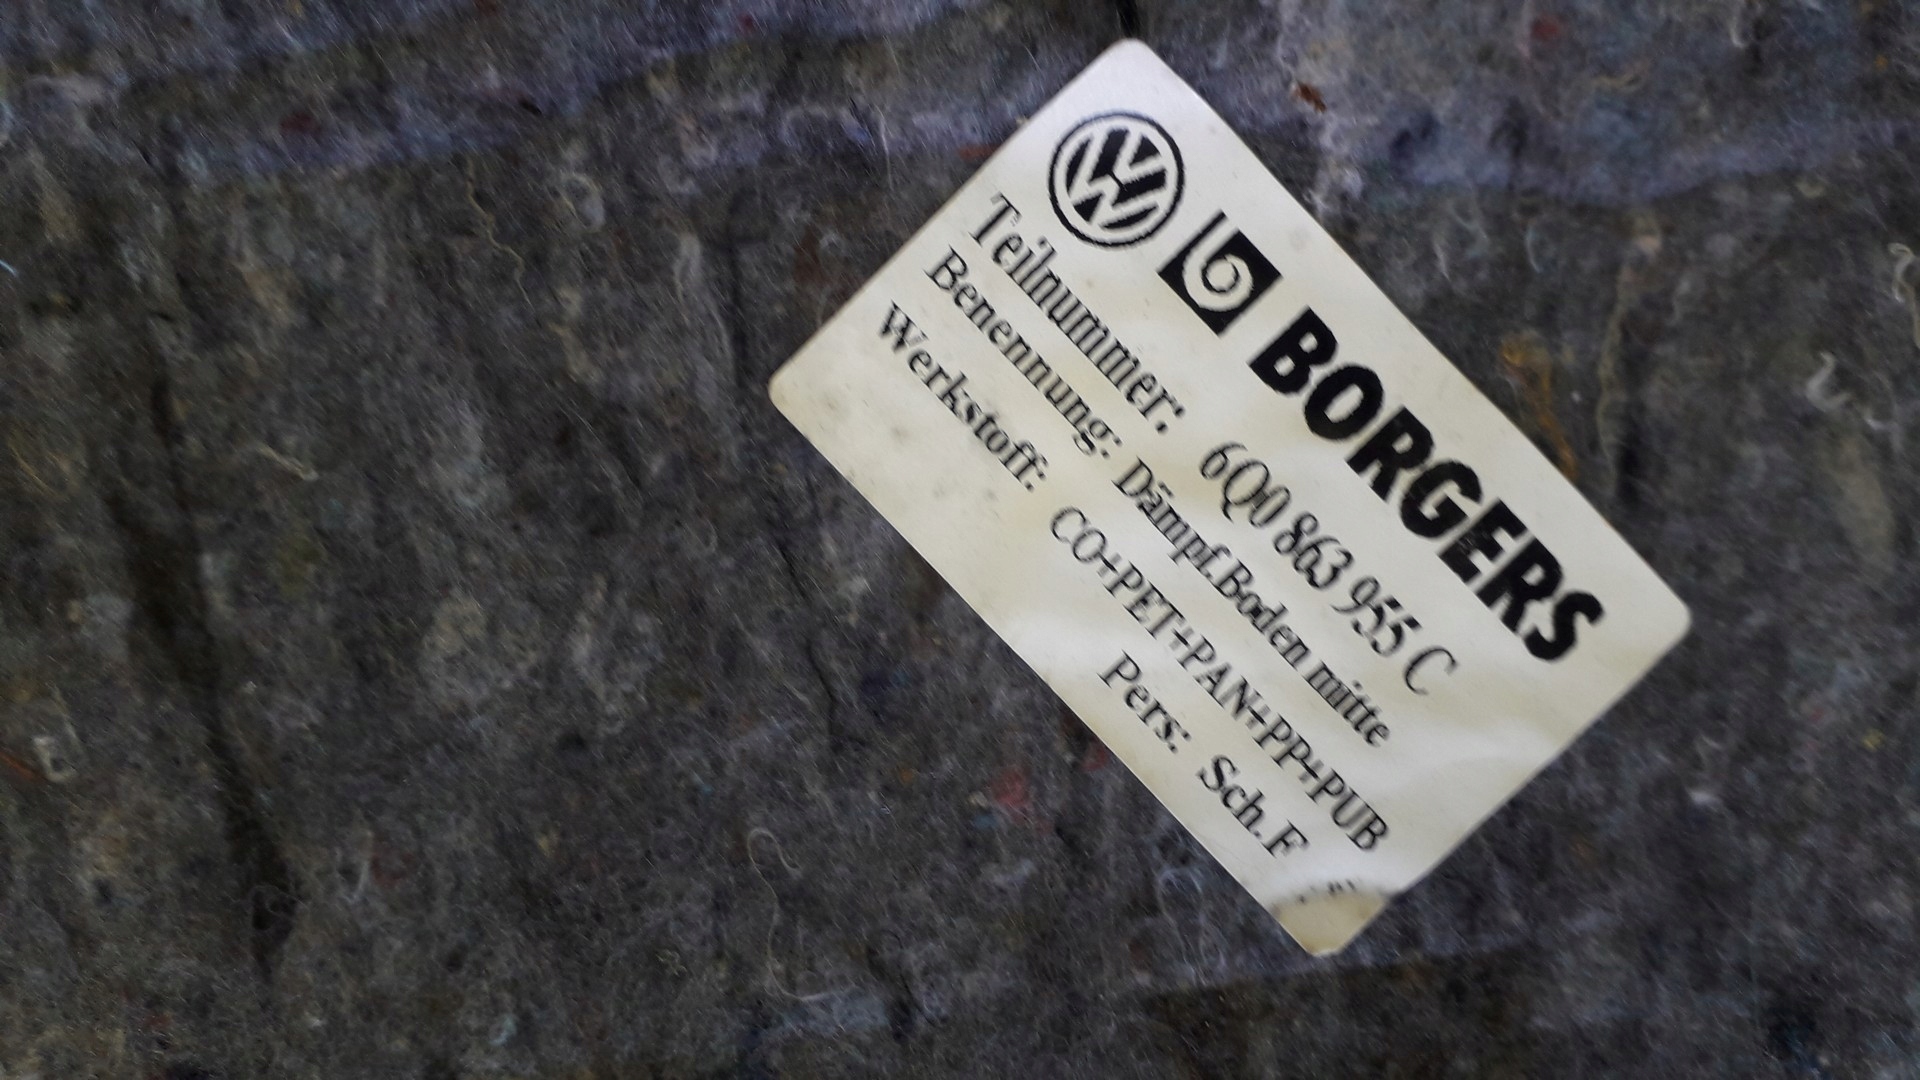 BORGERS
Teilnummer: 6Q0 863 955 C
Benennung: Dämpf.Boden mitte
Werkstoff: CO+PET+PAN+PP+PUB
Pers: Sch. F